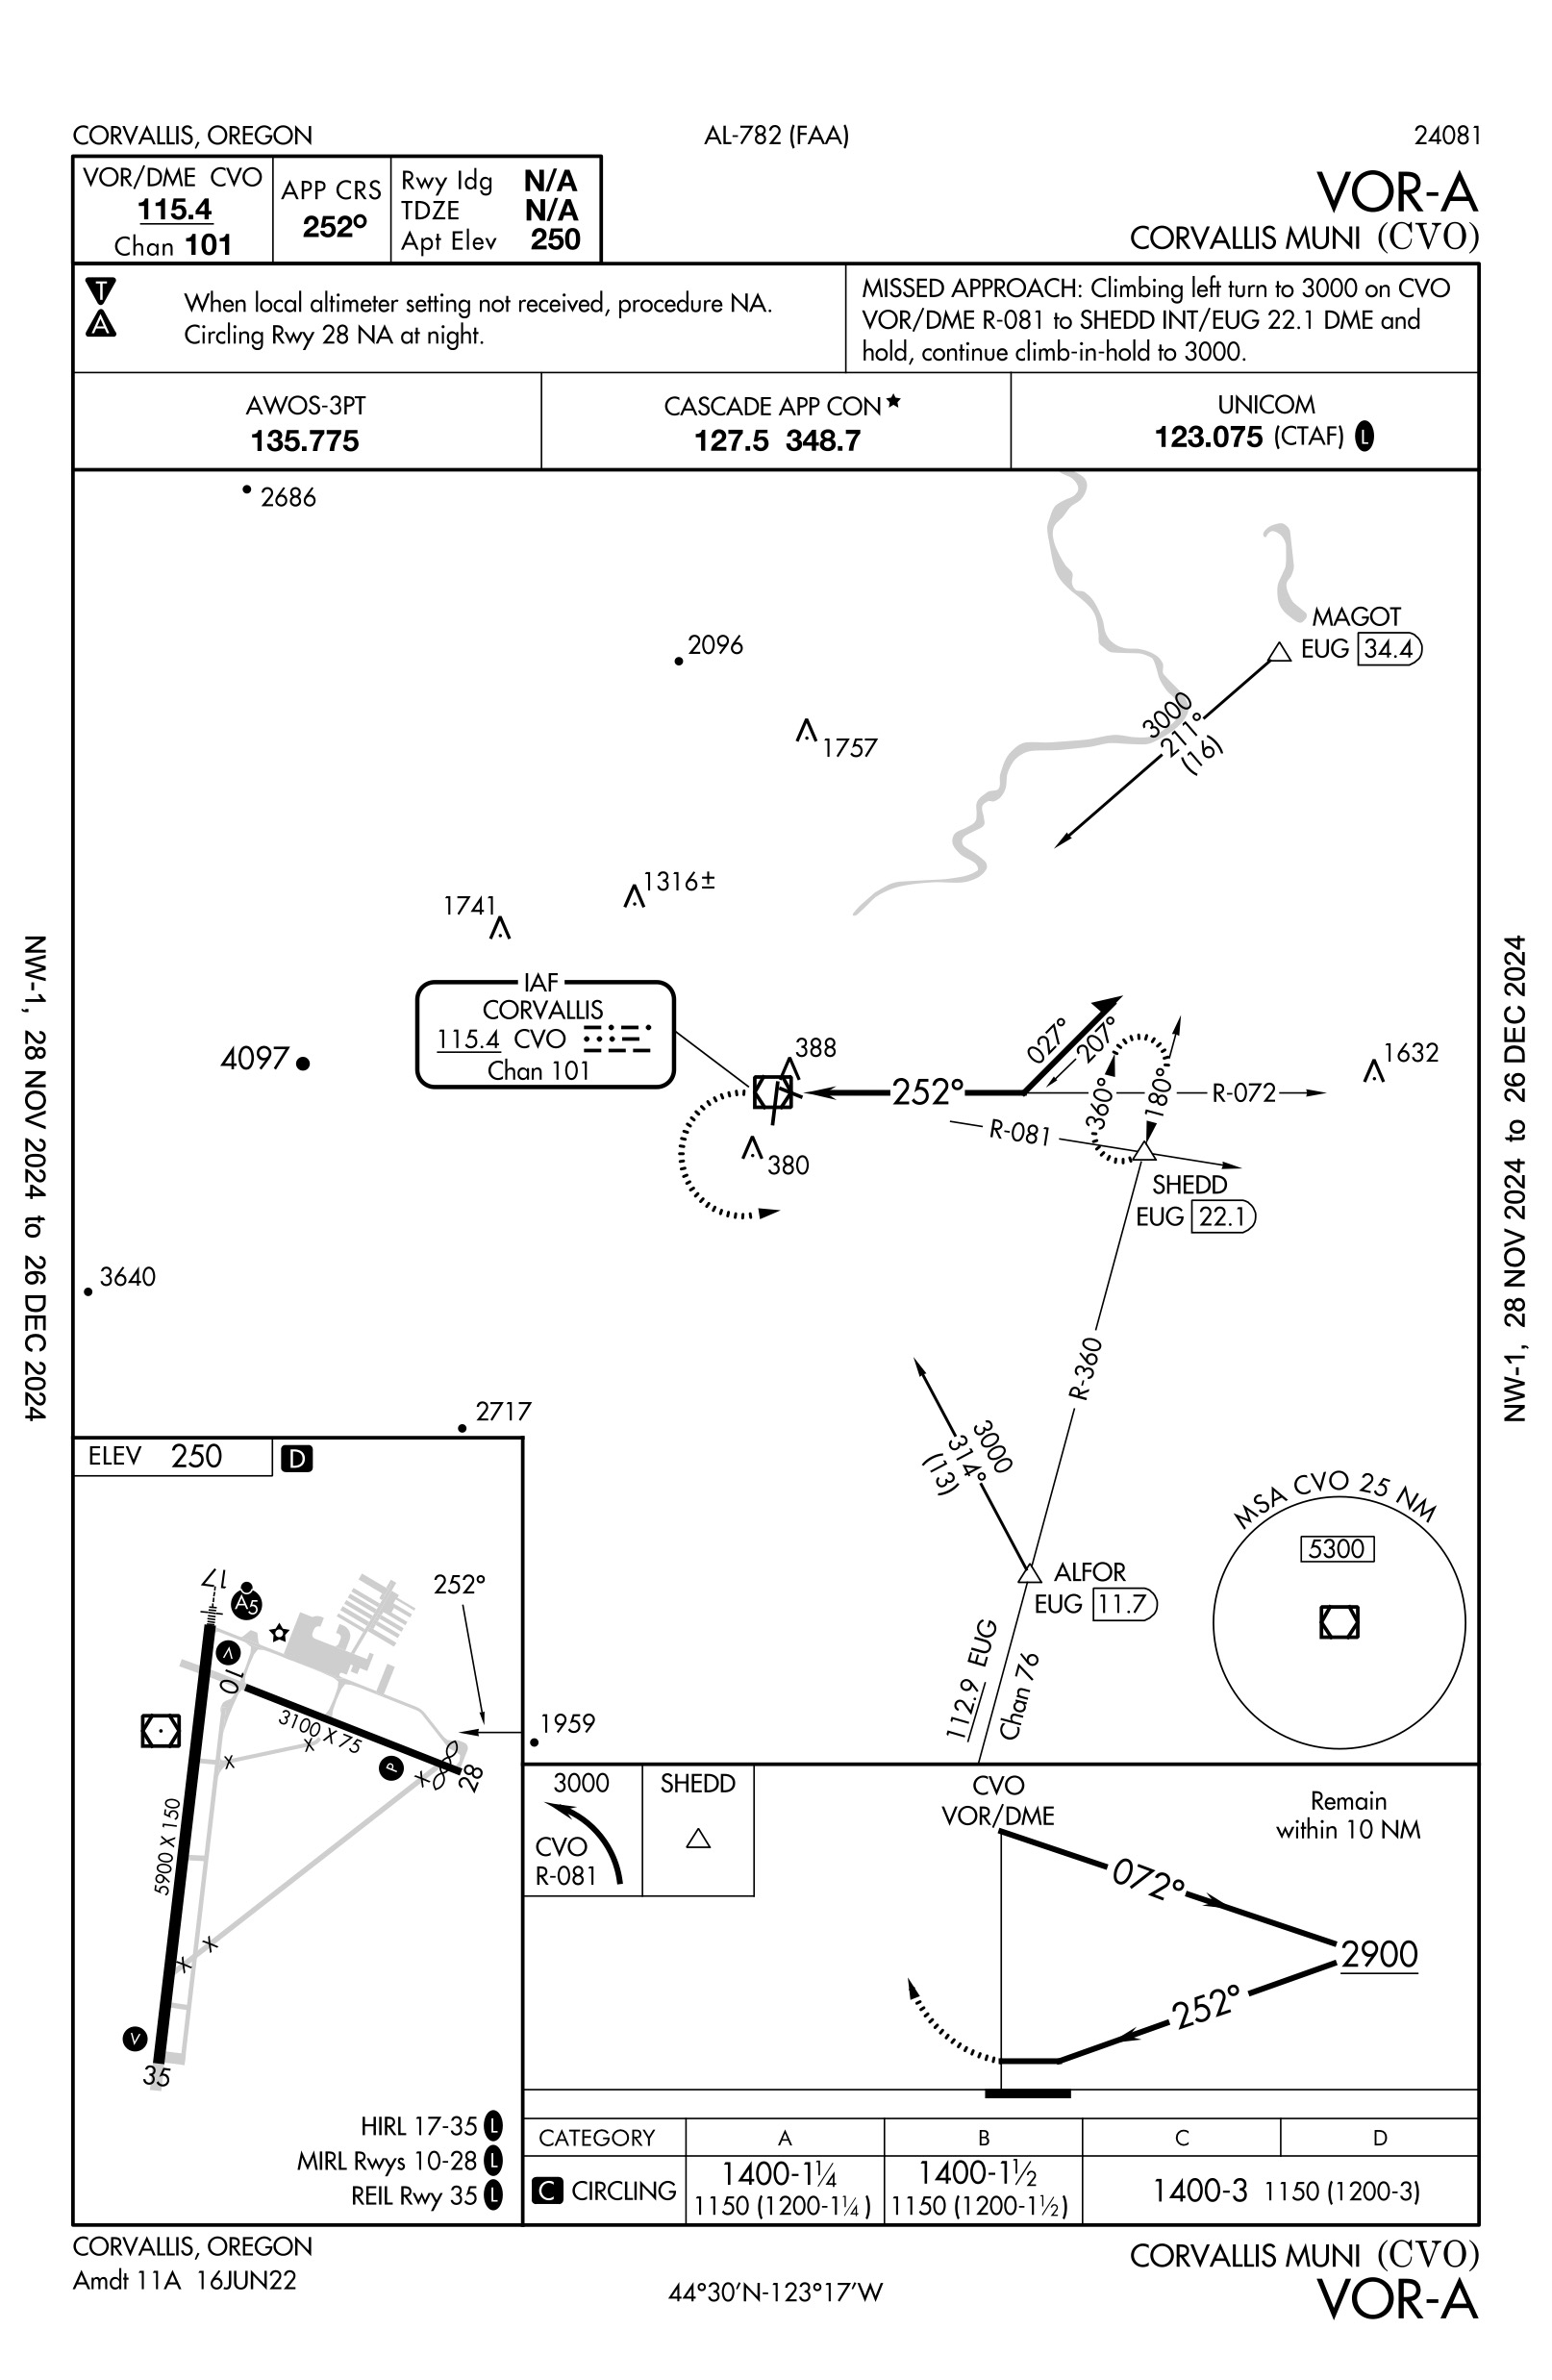 CORVALLIS, OREGON
AL-782 (FAA)
24081
VOR/DME CVO
115.4
Chan 101
APP CRS
252°
Rwy Idg N/A
TDZE N/A
Apt Elev 250
VOR-A
CORVALLIS MUNI (CVO)
T
A
When local altimeter setting not received, procedure NA.
Circling Rwy 28 NA at night.
MISSED APPROACH: Climbing left turn to 3000 on CVO
VOR/DME R-081 to SHEDD INT/EUG 22.1 DME and
hold, continue climb-in-hold to 3000.
AWOS-3PT
135.775
CASCADE APP CON★
127.5 348.7
UNICOM
123.075 (CTAF) L
2686
MAGOT
EUG 34.4
2096
3000
211°
(16)
1757
1316±
1741
IAF
CORVALLIS
115.4 CVO
Chan 101
4097
388
027°
207°
1632
252°
360°
180°
R-072
R-081
380
SHEDD
EUG 22.1
3640
R-360
2717
3000
314°
(13)
ALFOR
EUG 11.7
112.9 EUG
Chan 76
MSA CVO 25 NM
5300
1959
NW-1, 28 NOV 2024 to 26 DEC 2024
NW-1, 28 NOV 2024 to 26 DEC 2024
ELEV 250 D
17
A5
252°
V
10
3100 X 75
P
28
5900 X 150
V
35
HIRL 17-35 L
MIRL Rwys 10-28 L
REIL Rwy 35 L
3000
CVO
R-081
SHEDD
CVO
VOR/DME
Remain
within 10 NM
072°
2900
252°
CATEGORY A B C D
C CIRCLING
1400-1¼
1150 (1200-1¼)
1400-1½
1150 (1200-1½)
1400-3 1150 (1200-3)
CORVALLIS, OREGON
Amdt 11A 16JUN22
44°30'N-123°17'W
CORVALLIS MUNI (CVO)
VOR-A